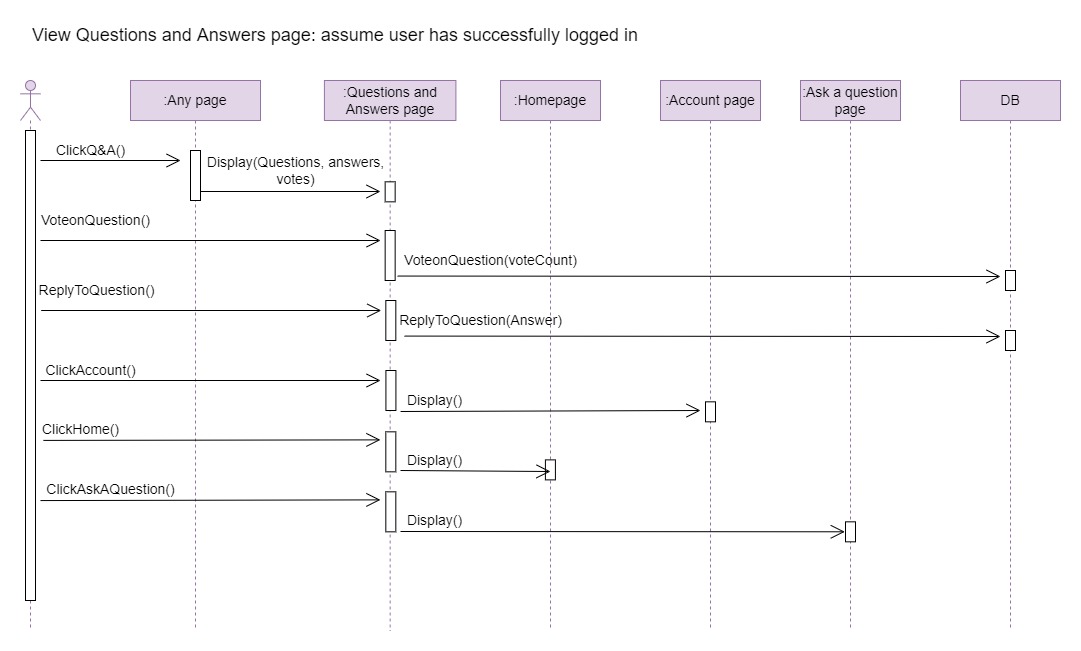 View Questions and Answers page: assume user has successfully logged in
:Any page
:Questions and
Answers page
:Homepage
:Account page
:Ask a question
page
DB
ClickQ&A()
Display(Questions, answers,
votes)
VoteonQuestion()
VoteonQuestion(voteCount)
ReplyToQuestion()
ReplyToQuestion(Answer)
ClickAccount()
Display()
ClickHome()
Display()
ClickAskAQuestion()
Display()